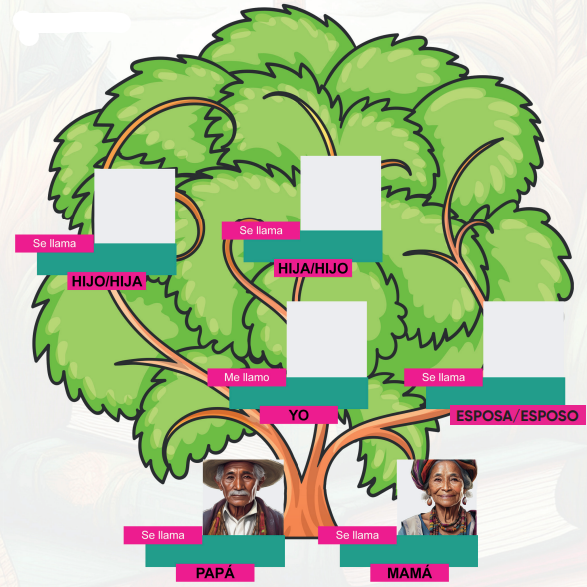 Se llama
HIJO/HIJA
Se llama
HIJA/HIJO
Me llamo
YO
Se llama
ESPOSA/ESPOSO
Se llama
PAPÁ
Se llama
MAMÁ